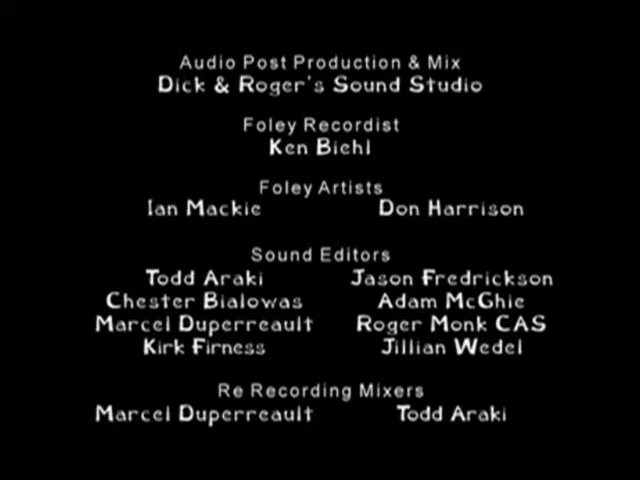 Audio Post Production & Mix
Dick & Roger's Sound Studio
Foley Recordist
Ken Biehl
Foley Artists
Ian Mackie Don Harrison
Sound Editors
Todd Araki Jason Fredrickson
Chester Bialowas Adam McGhie
Marcel Duperreault Roger Monk CAS
Kirk Firness Jillian Wedel
Re Recording Mixers
Marcel Duperreault Todd Araki